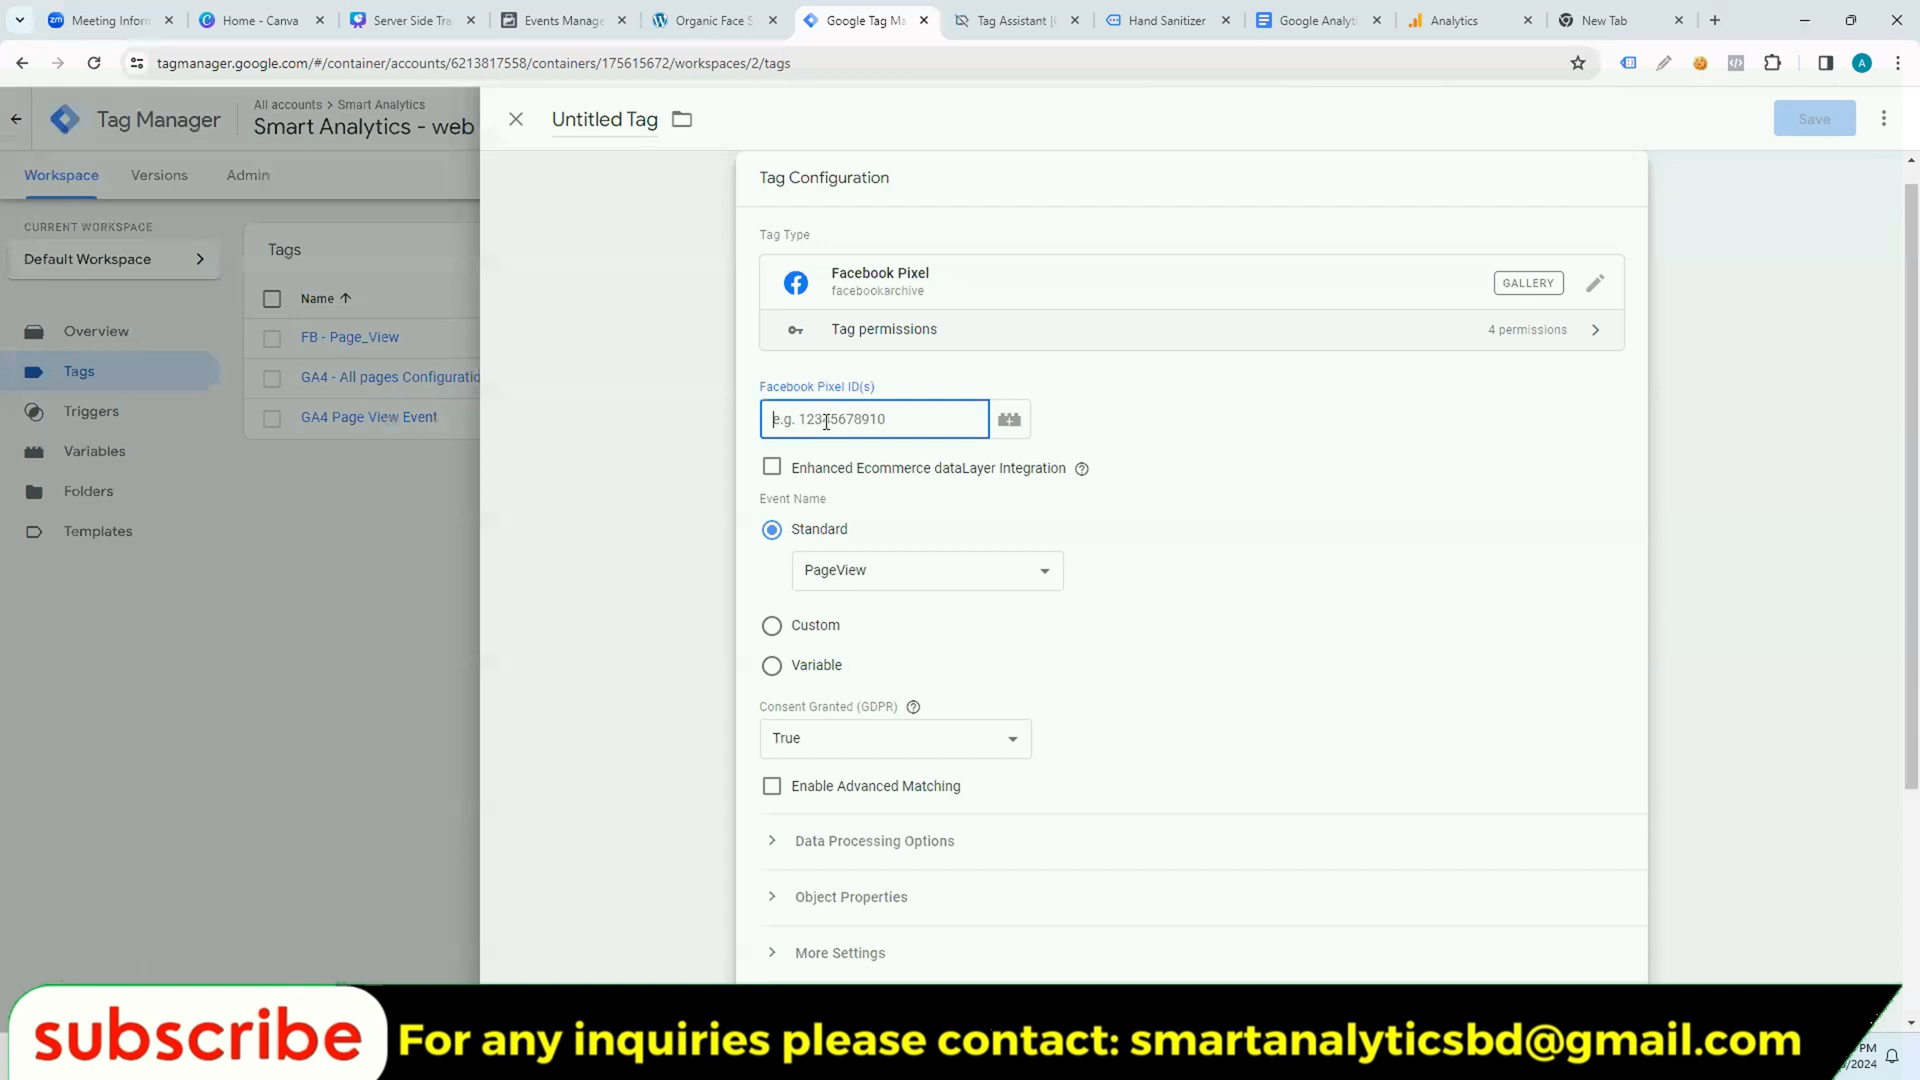 Meeting Inforr
Home - Canva
Server Side Tra
Events Manage
Organic Face S
Google Tag Ma
Tag Assistant [
Hand Sanitizer
Google Analyti
Analytics
New Tab
tagmanager.google.com/#/container/accounts/6213817558/containers/175615672/workspaces/2/tags
A
Tag Manager
All accounts > Smart Analytics
Smart Analytics - web
Untitled Tag
Save
Workspace
Versions
Admin
CURRENT WORKSPACE
Default Workspace
Overview
Tags
Triggers
Variables
Folders
Templates
Tags
Name
FB - Page_View
GA4 - All pages Configuratio
GA4 Page View Event
Tag Configuration
Tag Type
Facebook Pixel
facebookarchive
GALLERY
Tag permissions
4 permissions
Facebook Pixel ID(s)
e.g. 12345678910
Enhanced Ecommerce dataLayer Integration
Event Name
Standard
PageView
Custom
Variable
Consent Granted (GDPR)
True
Enable Advanced Matching
Data Processing Options
Object Properties
More Settings
subscribe
For any inquiries please contact: smartanalyticsbd@gmail.com
PM
/2024